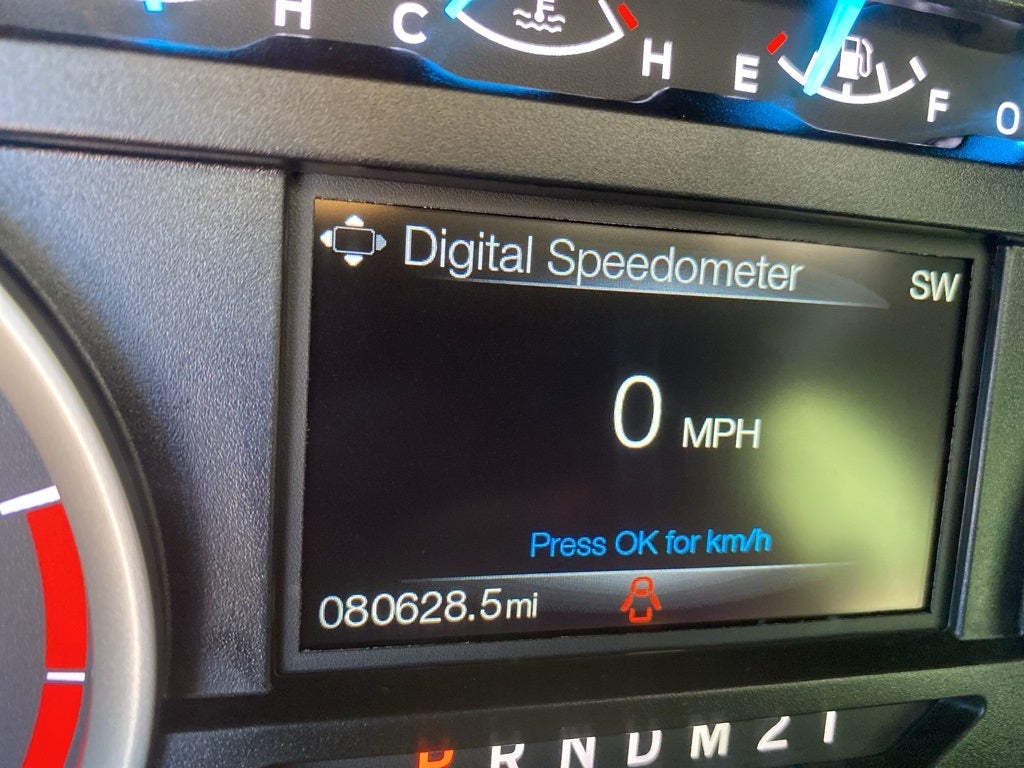 H C H E F O
Digital Speedometer
SW
0 MPH
Press OK for km/h
080628.5mi
P R N D M 2 1